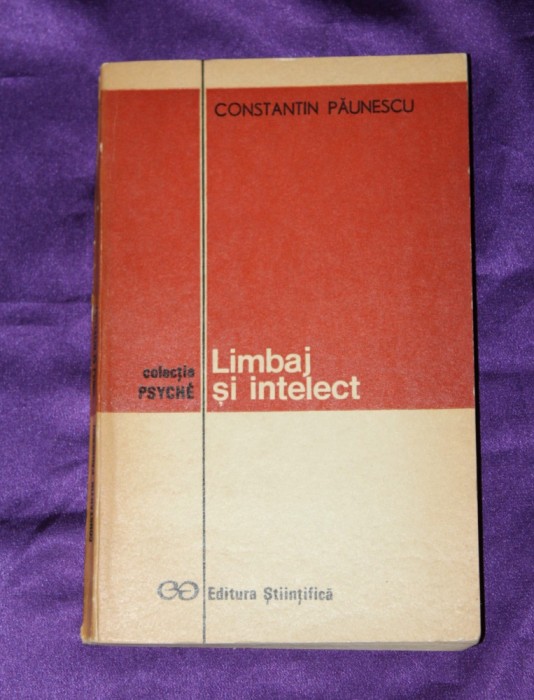 CONSTANTIN PĂUNESCU
Limbaj
și intelect
colecția
PSYCHÉ
Editura Științifică